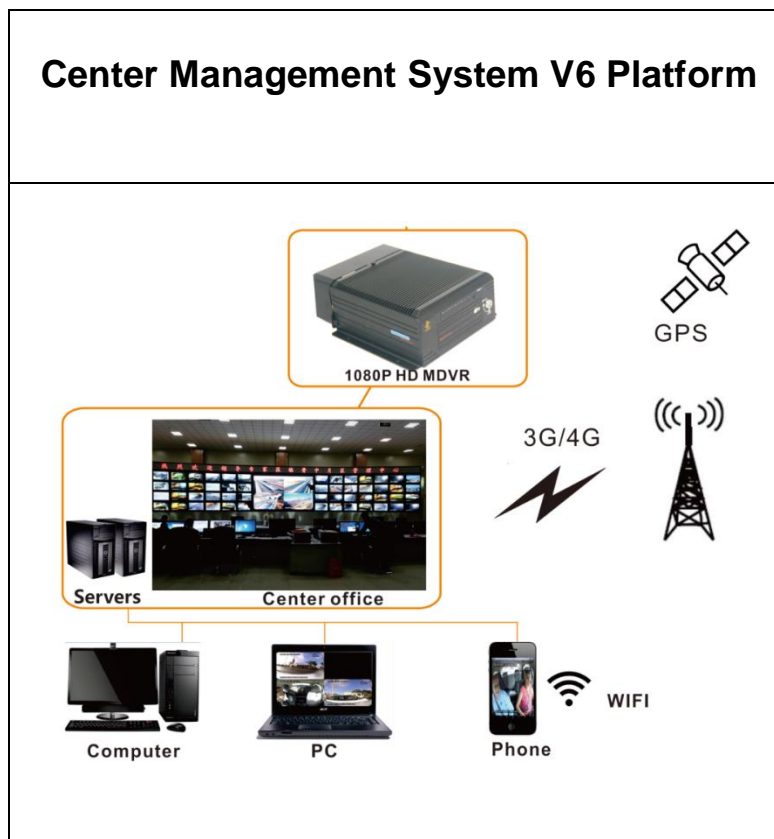 Center Management System V6 Platform
1080P HD MDVR
GPS
3G/4G
Servers
Center office
Computer
PC
Phone
WIFI